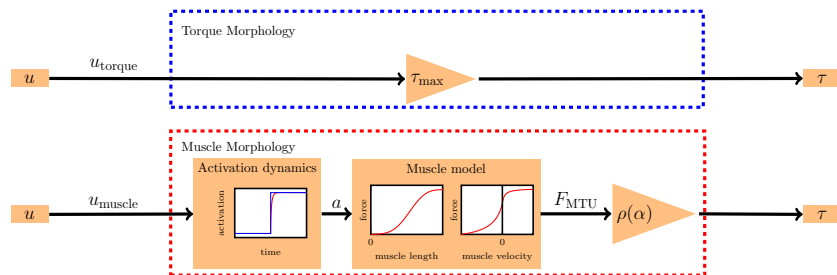 Torque Morphology
u
u_torque
τ_max
τ
Muscle Morphology
Activation dynamics
Muscle model
u
u_muscle
activation
time
a
force
0
muscle length
force
0
muscle velocity
F_MTU
ρ(α)
τ